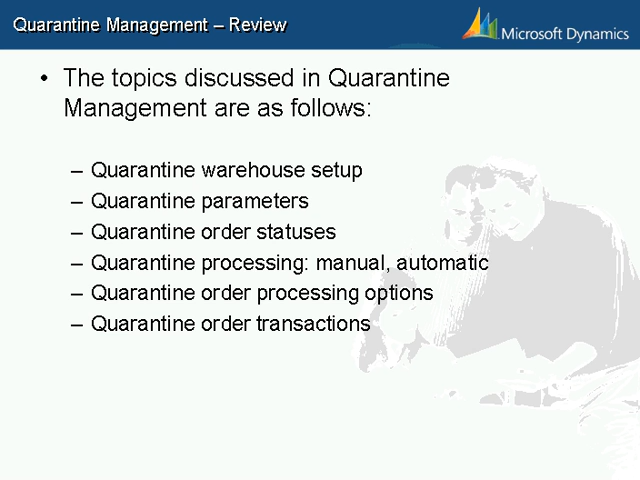 Quarantine Management – Review
Microsoft Dynamics
• The topics discussed in Quarantine
Management are as follows:
– Quarantine warehouse setup
– Quarantine parameters
– Quarantine order statuses
– Quarantine processing: manual, automatic
– Quarantine order processing options
– Quarantine order transactions